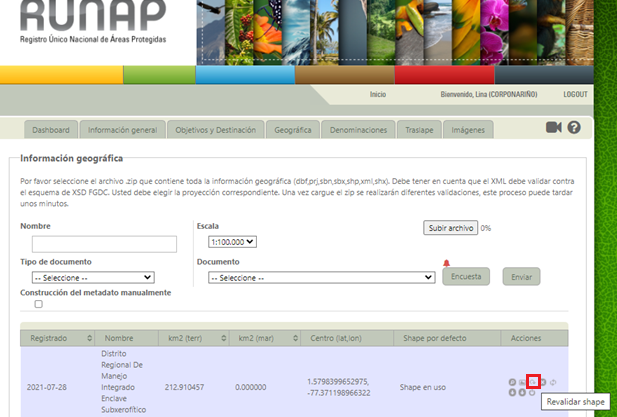 RUNAP
Registro Único Nacional de Áreas Protegidas
Inicio
Bienvenido, Lina (CORPONARIÑO)
LOGOUT
Dashboard
Información general
Objetivos y Destinación
Geográfica
Denominaciones
Traslape
Imágenes
?
Información geográfica
Por favor seleccione el archivo .zip que contiene toda la información geográfica (dbf,prj,sbn,sbx,shp,xml,shx). Debe tener en cuenta que el XML debe validar contra
el esquema de XSD FGDC. Usted debe elegir la proyección correspondiente. Una vez cargue el zip se realizarán diferentes validaciones, este proceso puede tardar
unos minutos.
Nombre
Escala
1:100.000
Subir archivo 0%
Tipo de documento
Documento
-- Seleccione --
-- Seleccione --
Encuesta
Enviar
Construcción del metadato manualmente
Registrado
Nombre
km2 (terr)
km2 (mar)
Centro (lat,lon)
Shape por defecto
Acciones
2021-07-28
Distrito
Regional De
Manejo
Integrado
Enclave
Subxerofítico
212.910457
0.000000
1.5798399652975,
-77.371198966322
Shape en uso
Revalidar shape